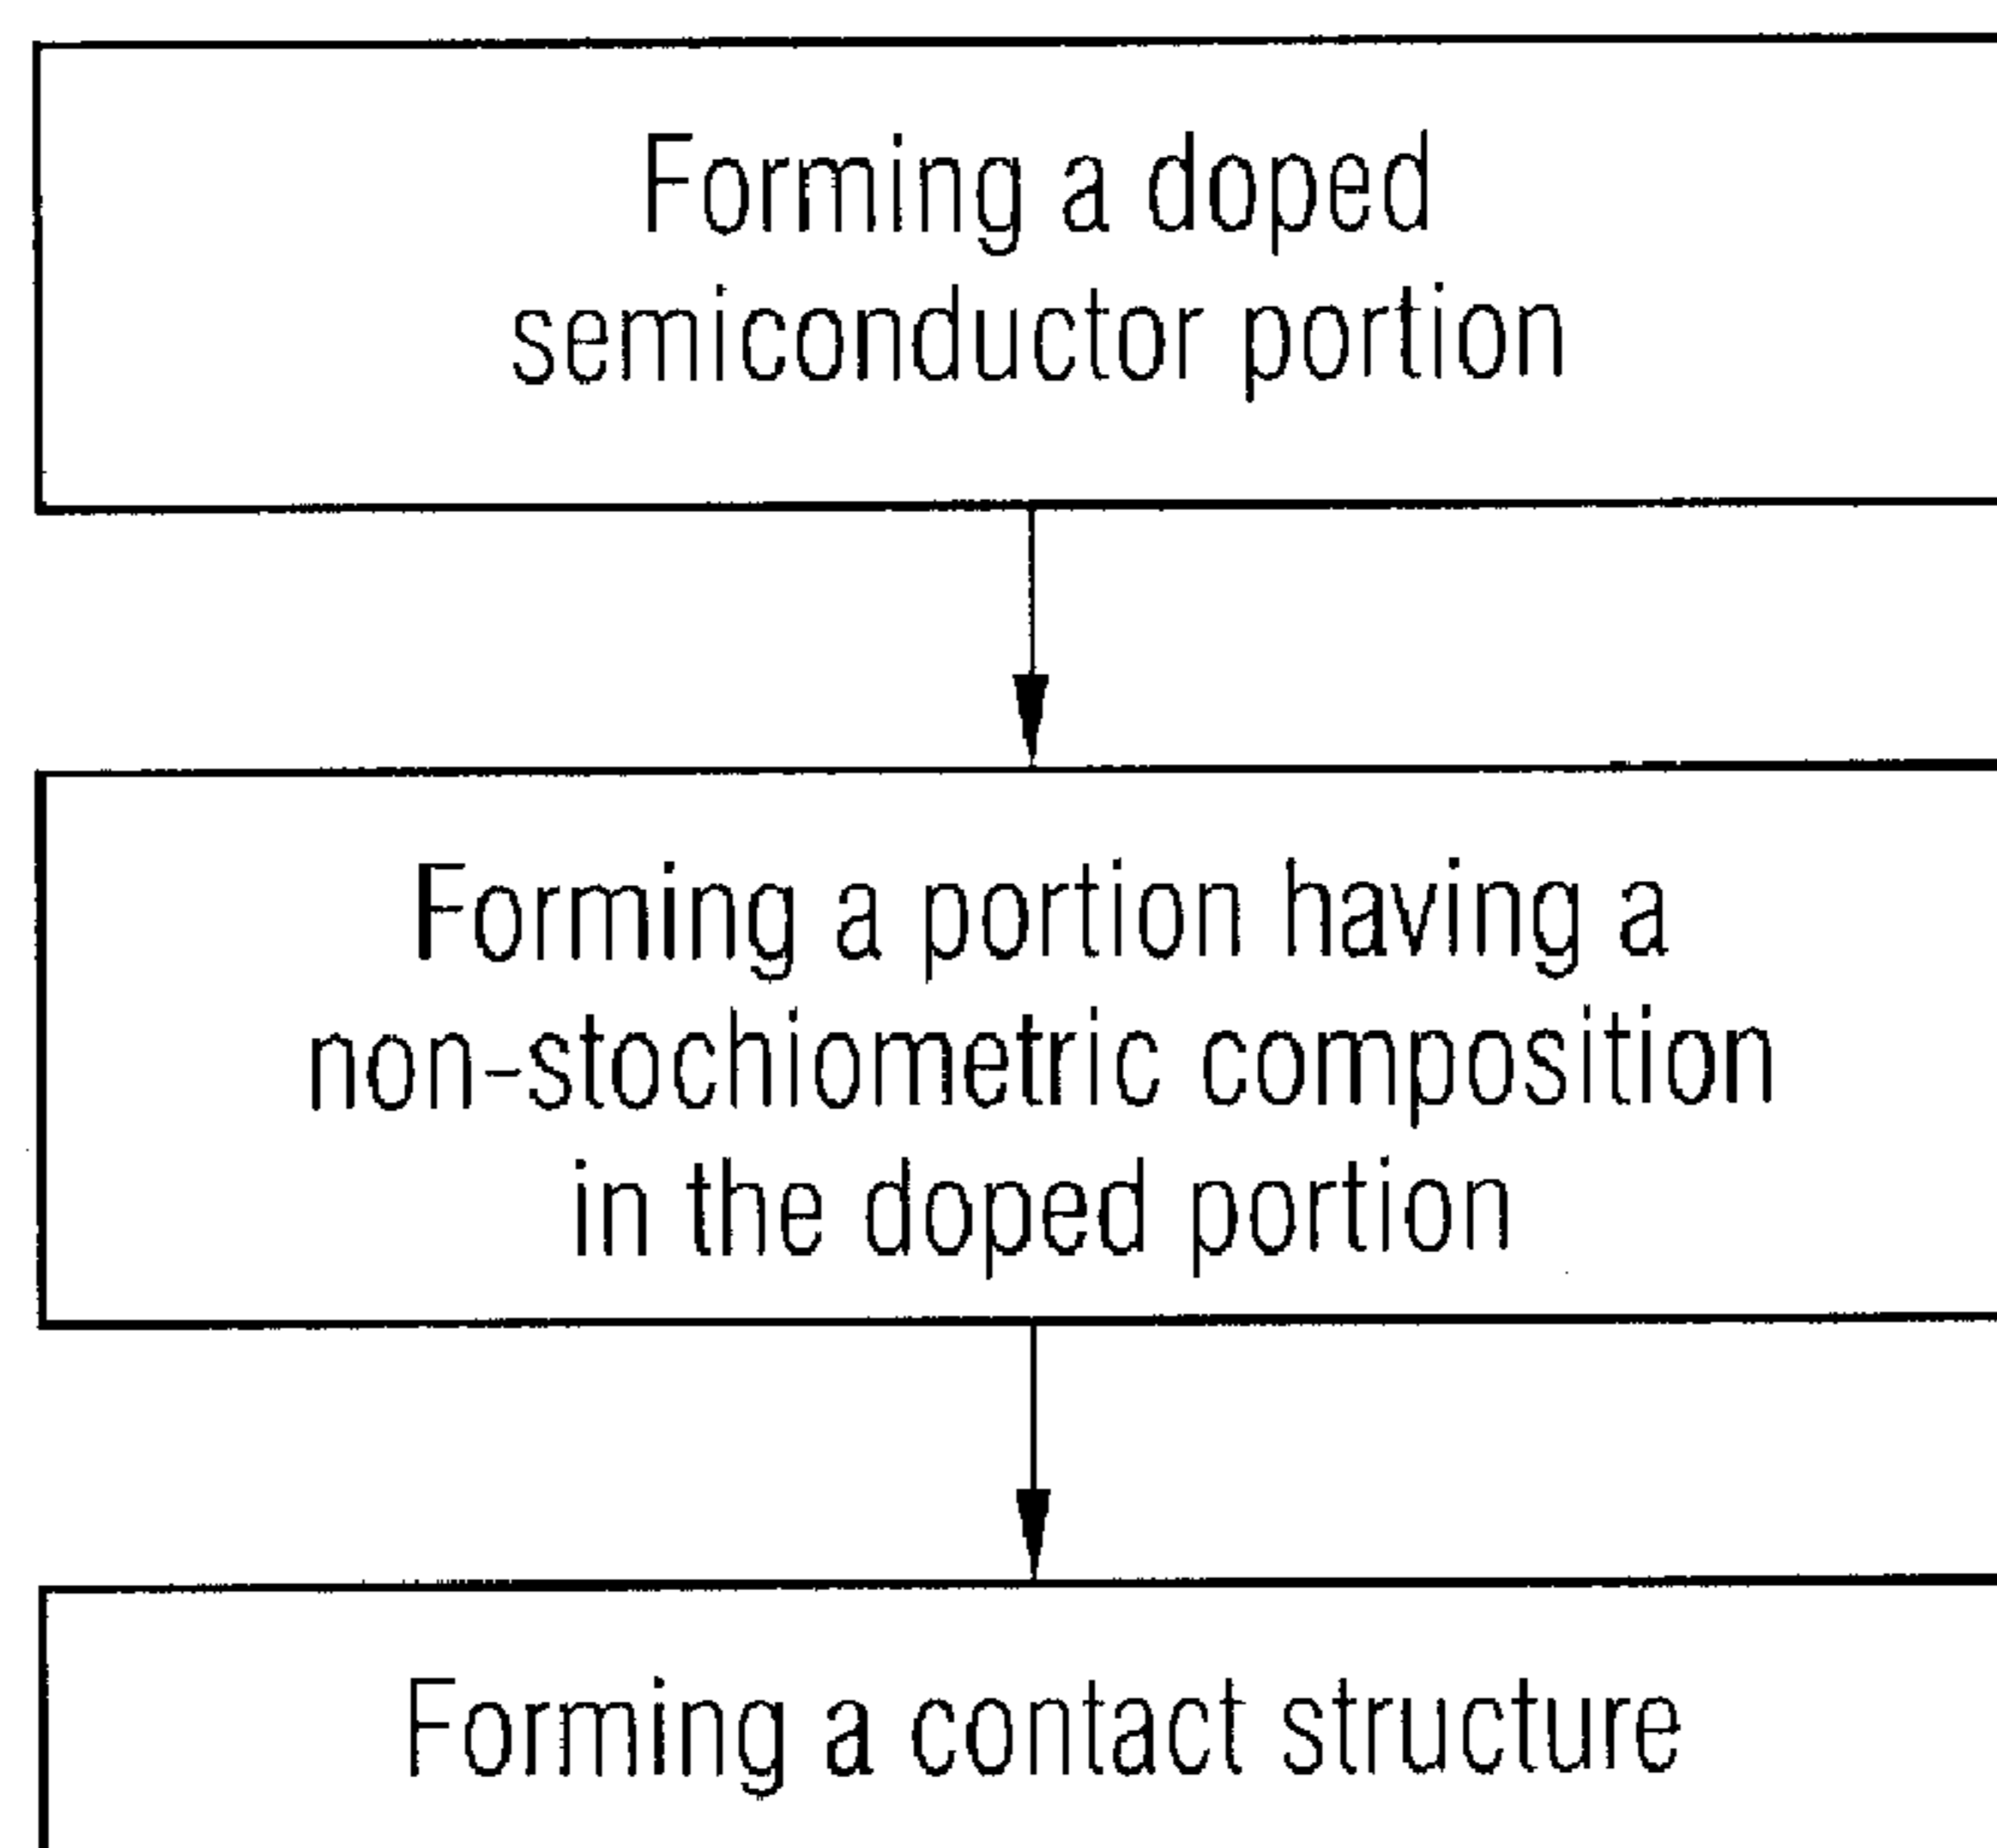 Forming a doped
semiconductor portion
Forming a portion having a
non-stochiometric composition
in the doped portion
Forming a contact structure